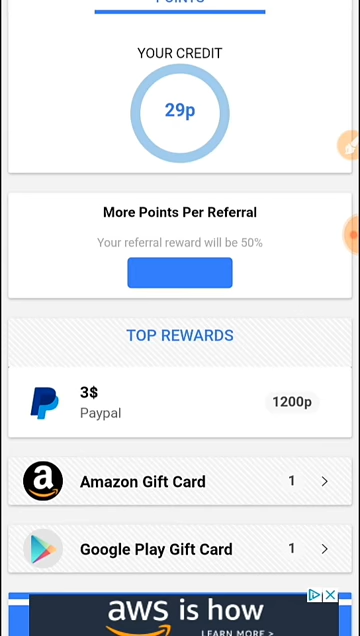 POINTS
YOUR CREDIT
29p
More Points Per Referral
Your referral reward will be 50%
TOP REWARDS
3$
Paypal
1200p
Amazon Gift Card 1
Google Play Gift Card 1
aws is how
LEARN MORE >